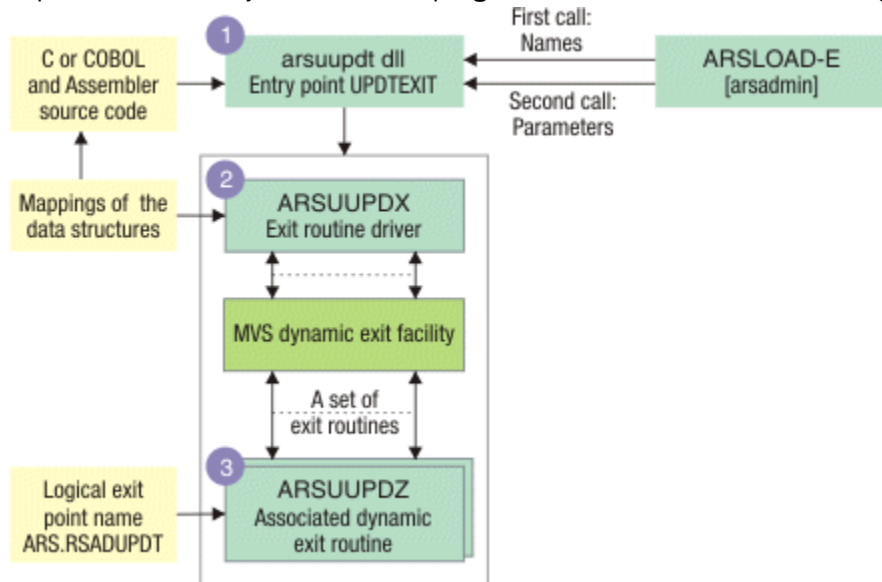 First call:
Names
1
C or COBOL
and Assembler
source code
arsuupdt dll
Entry point UPDTEXIT
ARSLOAD-E
[arsadmin]
Second call:
Parameters
2
Mappings of the
data structures
ARSUUPDX
Exit routine driver
MVS dynamic exit facility
A set of
exit routines
3
Logical exit
point name
ARS.RSADUPDT
ARSUUPDZ
Associated dynamic
exit routine